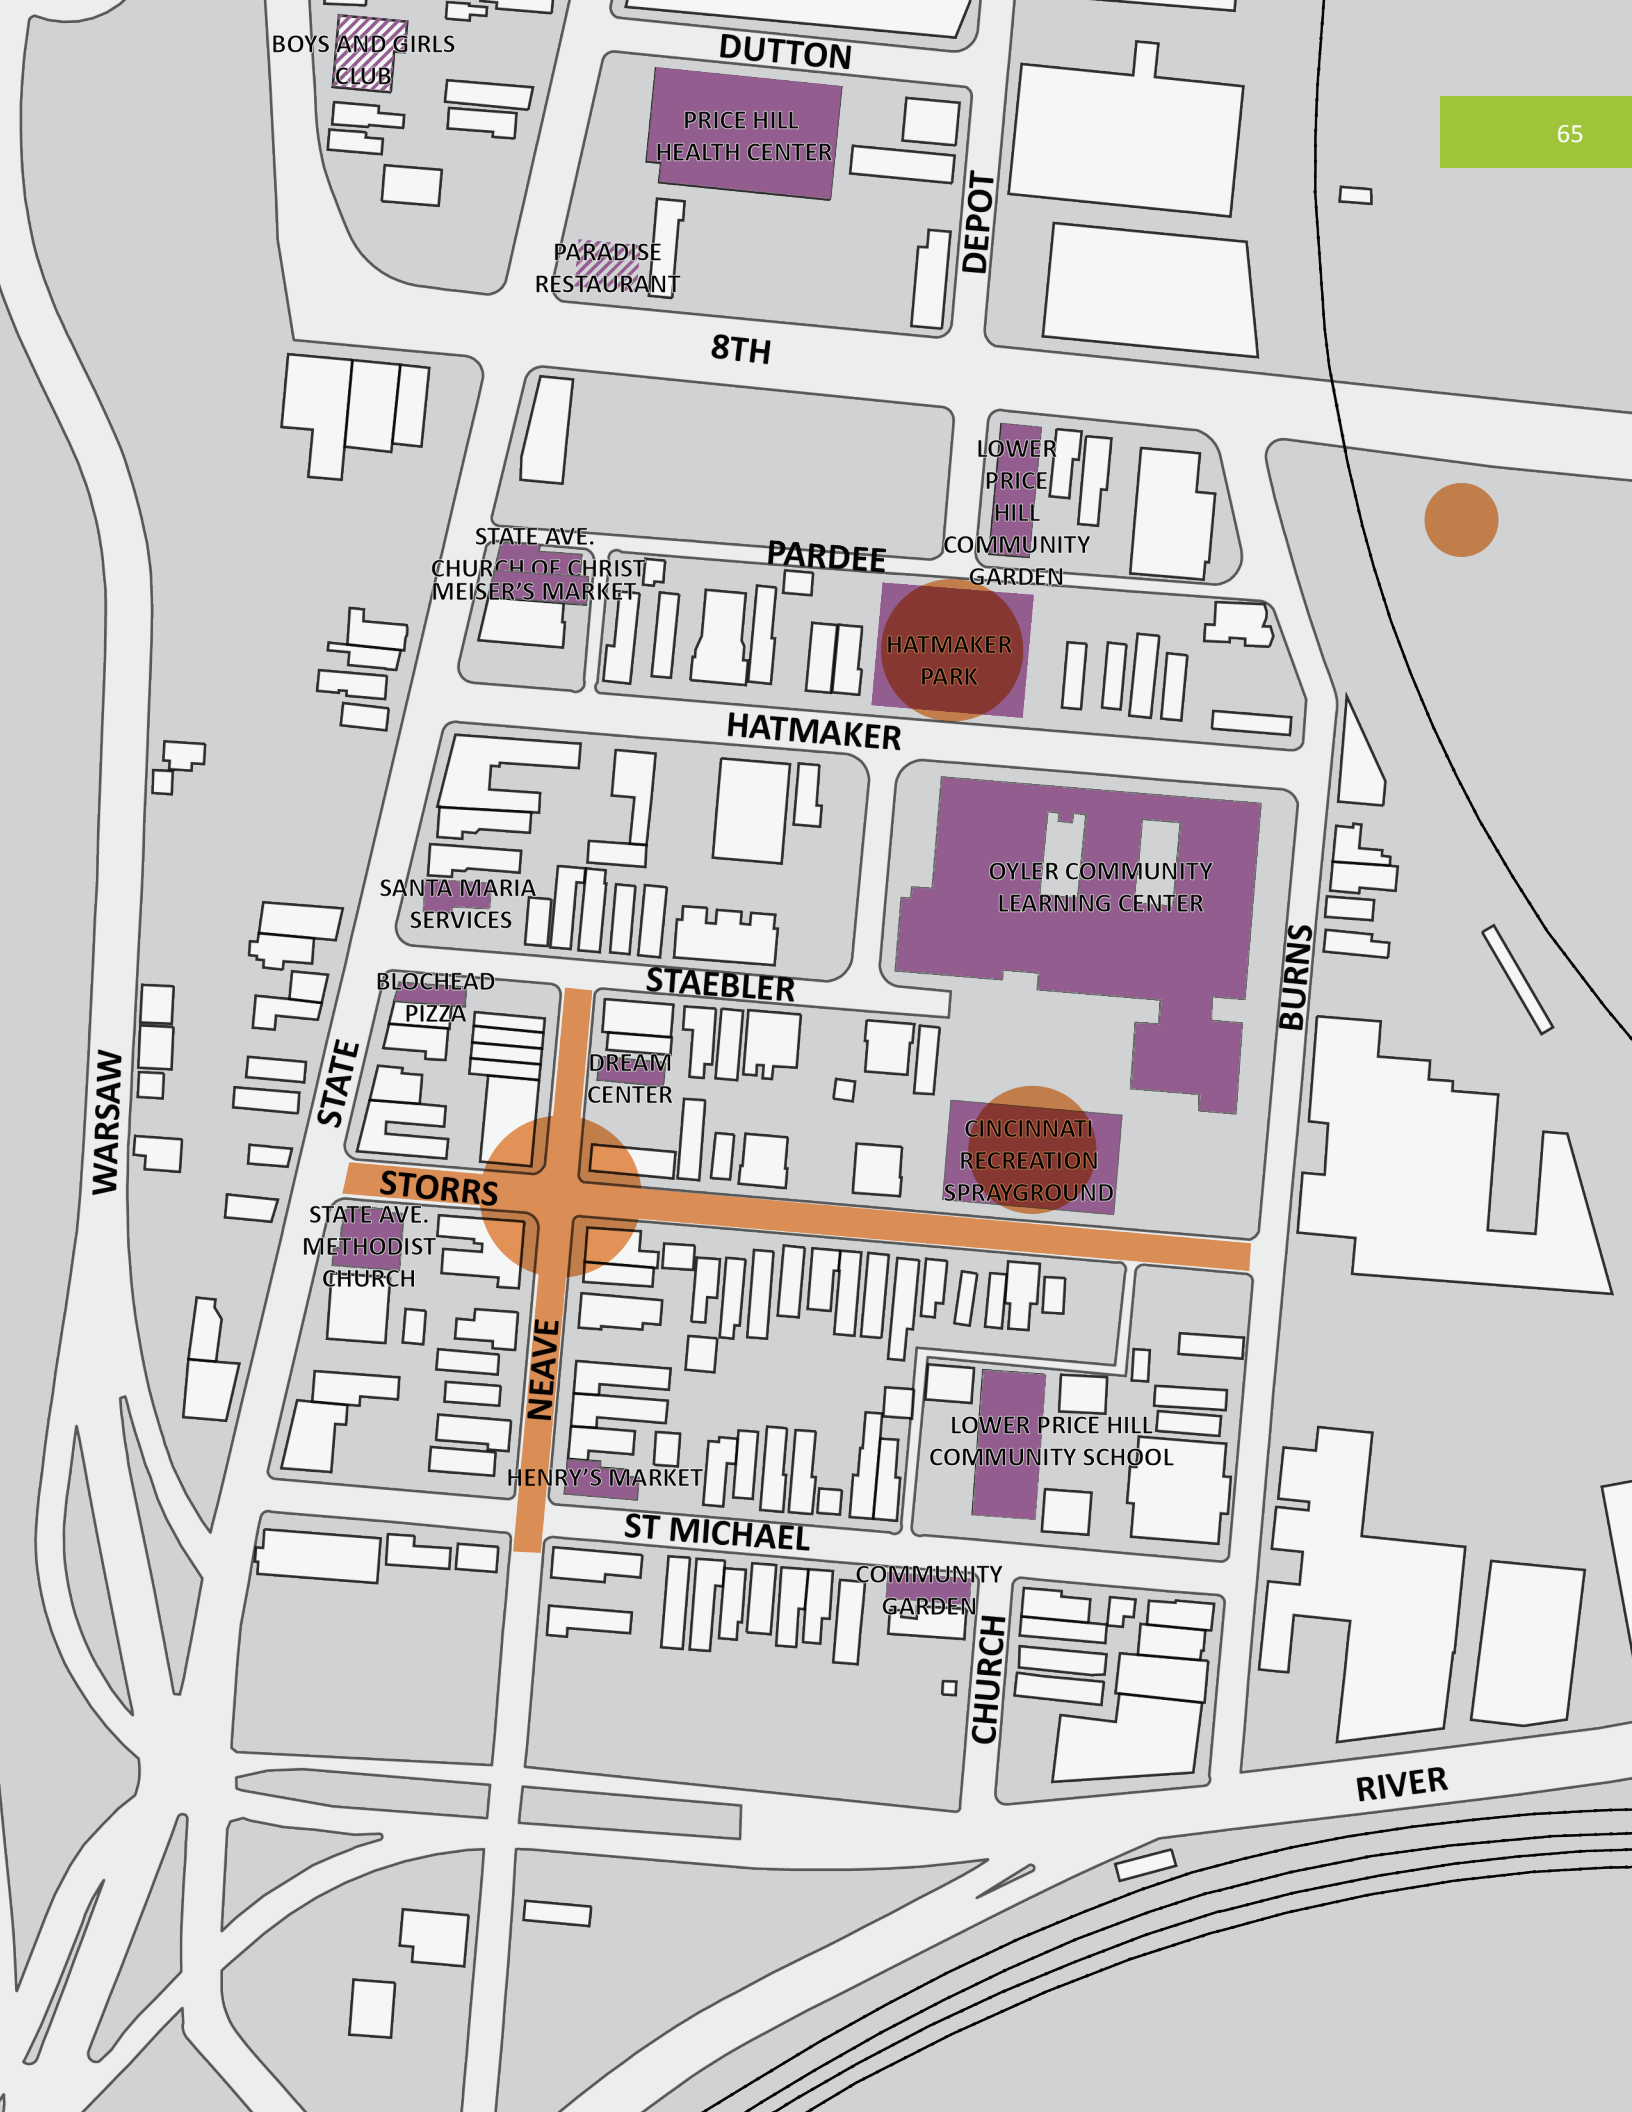 BOYS AND GIRLS
CLUB
DUTTON
PRICE HILL
HEALTH CENTER
65
DEPOT
PARADISE
RESTAURANT
8TH
LOWER
PRICE
HILL
COMMUNITY
GARDEN
STATE AVE.
CHURCH OF CHRIST
MEISER'S MARKET
PARDEE
HATMAKER
PARK
HATMAKER
OYLER COMMUNITY
LEARNING CENTER
SANTA MARIA
SERVICES
BURNS
STAEBLER
BLOCHEAD
PIZZA
STATE
WARSAW
DREAM
CENTER
CINCINNATI
RECREATION
SPRAYGROUND
STORRS
STATE AVE.
METHODIST
CHURCH
NEAVE
LOWER PRICE HILL
COMMUNITY SCHOOL
HENRY'S MARKET
ST MICHAEL
COMMUNITY
GARDEN
CHURCH
RIVER